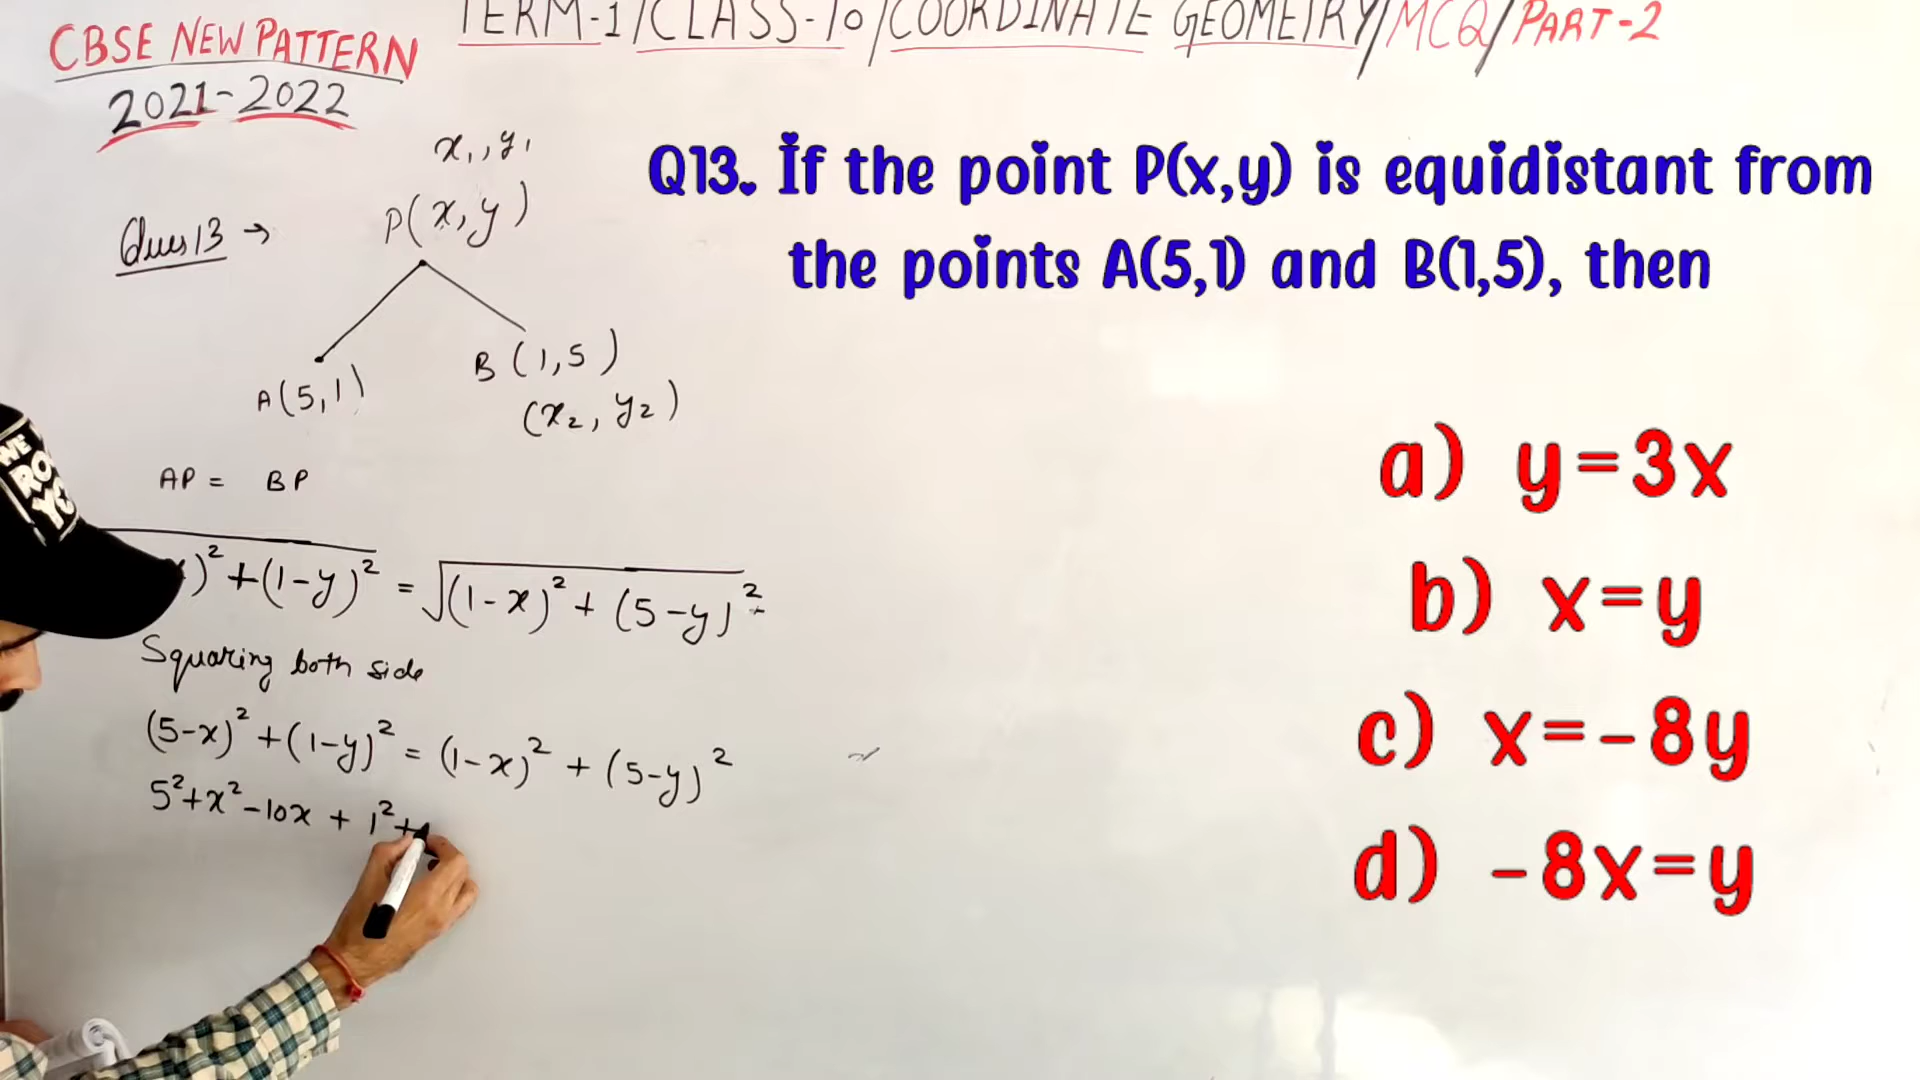 TERM-1/CLASS-10/COORDINATE GEOMETRY/MCQ/PART-2
CBSE NEW PATTERN
2021-2022
Q13. If the point P(x,y) is equidistant from
the points A(5,1) and B(1,5), then
a) y=3x
b) x=y
c) x=-8y
d) -8x=y
x₁,y₁
Ques 13 →
P(x,y)
A(5,1)
B(1,5)
(x₂, y₂)
AP = BP
)² + (1-y)² = √(1-x)² + (5-y)²
Squaring both side
(5-x)² + (1-y)² = (1-x)² + (5-y)²
5² + x² - 10x + 1² +
WE